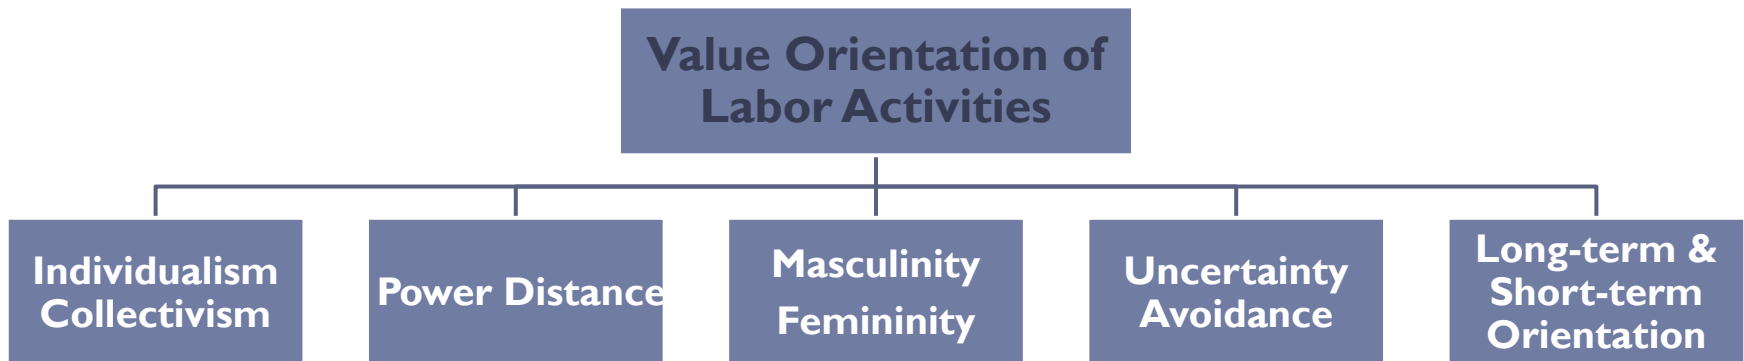 Value Orientation of
Labor Activities
Individualism
Collectivism
Power Distance
Masculinity
Femininity
Uncertainty
Avoidance
Long-term &
Short-term
Orientation